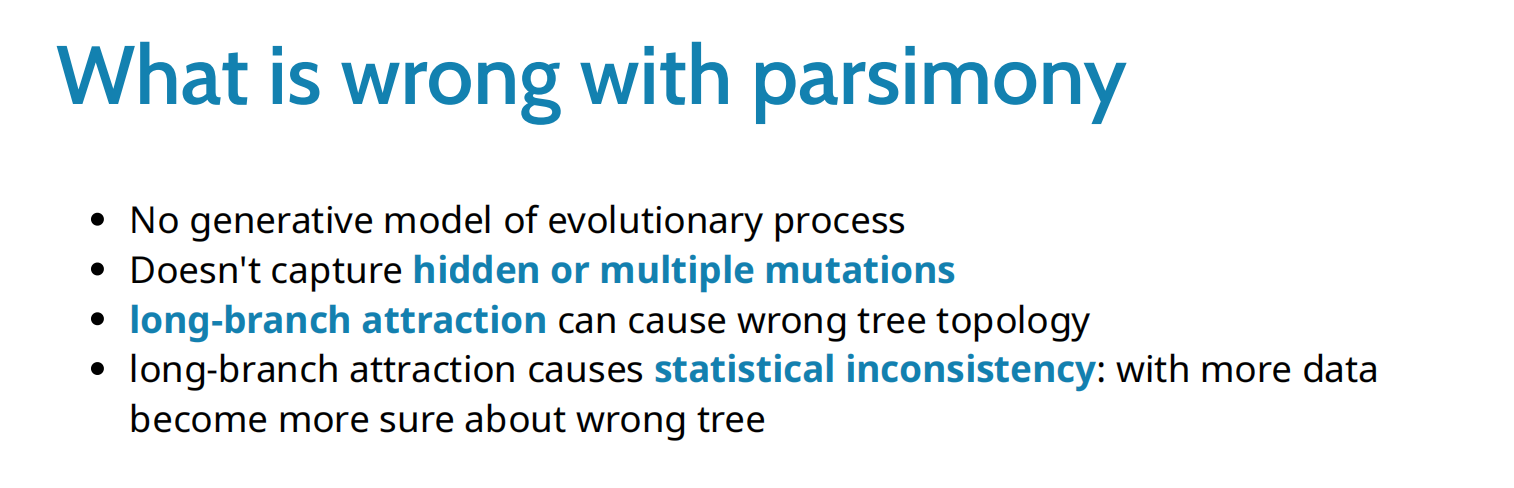 What is wrong with parsimony
• No generative model of evolutionary process
• Doesn't capture hidden or multiple mutations
• long-branch attraction can cause wrong tree topology
• long-branch attraction causes statistical inconsistency: with more data
become more sure about wrong tree